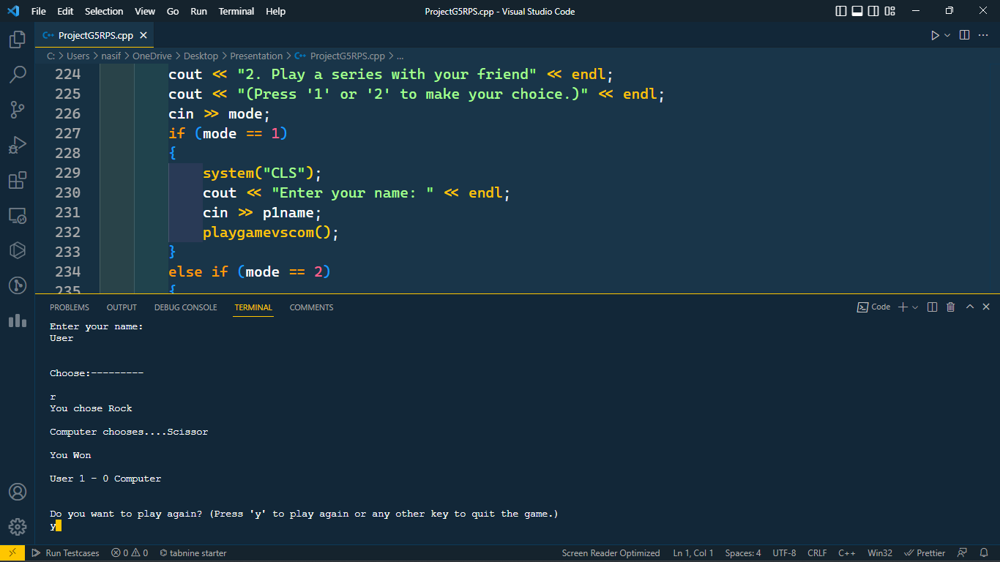 File Edit Selection View Go Run Terminal Help ProjectG5RPS.cpp - Visual Studio Code
ProjectG5RPS.cpp
C: > Users > nasif > OneDrive > Desktop > Presentation > ProjectG5RPS.cpp > ...
224 cout << "2. Play a series with your friend" << endl;
225 cout << "(Press '1' or '2' to make your choice.)" << endl;
226 cin >> mode;
227 if (mode == 1)
228 {
229 system("CLS");
230 cout << "Enter your name: " << endl;
231 cin >> p1name;
232 playgamevscom();
233 }
234 else if (mode == 2)
235 {
PROBLEMS OUTPUT DEBUG CONSOLE TERMINAL COMMENTS Code
Enter your name:
User
Choose:---------
r
You chose Rock
Computer chooses....Scissor
You Won
User 1 - 0 Computer
Do you want to play again? (Press 'y' to play again or any other key to quit the game.)
y
Run Testcases 0 0 tabnine starter Screen Reader Optimized Ln 1, Col 1 Spaces: 4 UTF-8 CRLF C++ Win32 Prettier